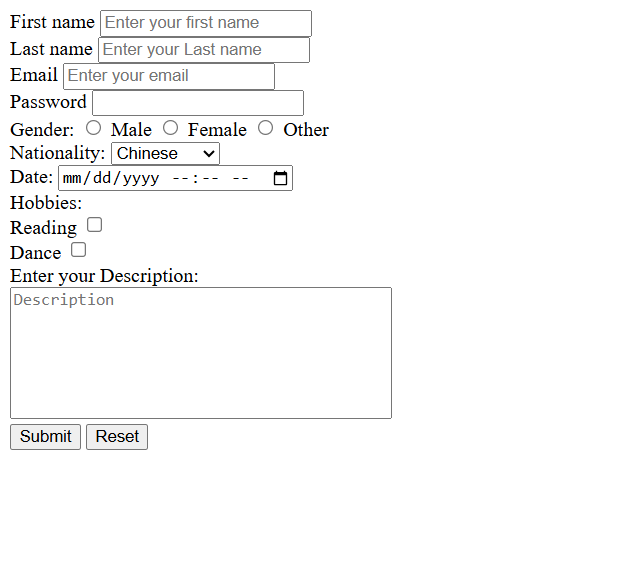 First name Enter your first name
Last name Enter your Last name
Email Enter your email
Password
Gender: Male Female Other
Nationality: Chinese
Date: mm/dd/yyyy --:-- --
Hobbies:
Reading
Dance
Enter your Description:
Description
Submit Reset